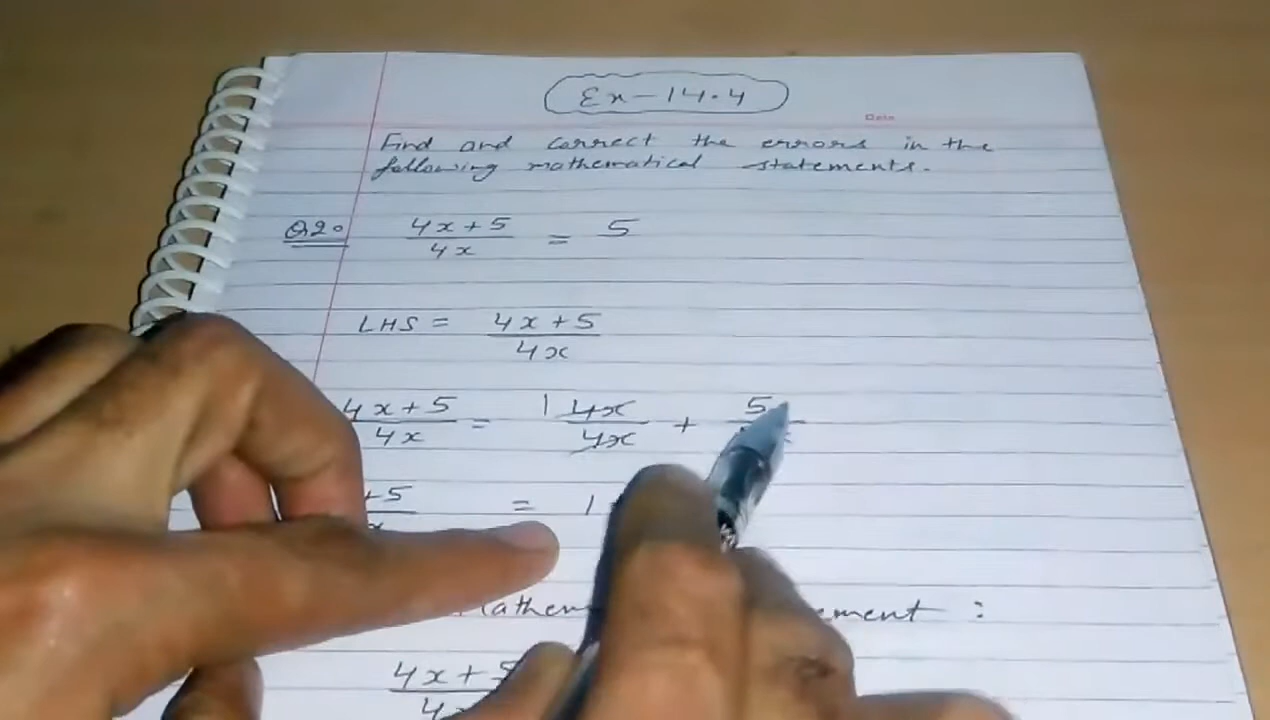 Ex-14.4
Date
Find and correct the errors in the
following mathematical statements.
Q20 (4x+5)/4x = 5
LHS = (4x+5)/4x
(4x+5)/4x = 1 4x/4x + 5
+5 = 1
:
4x+5